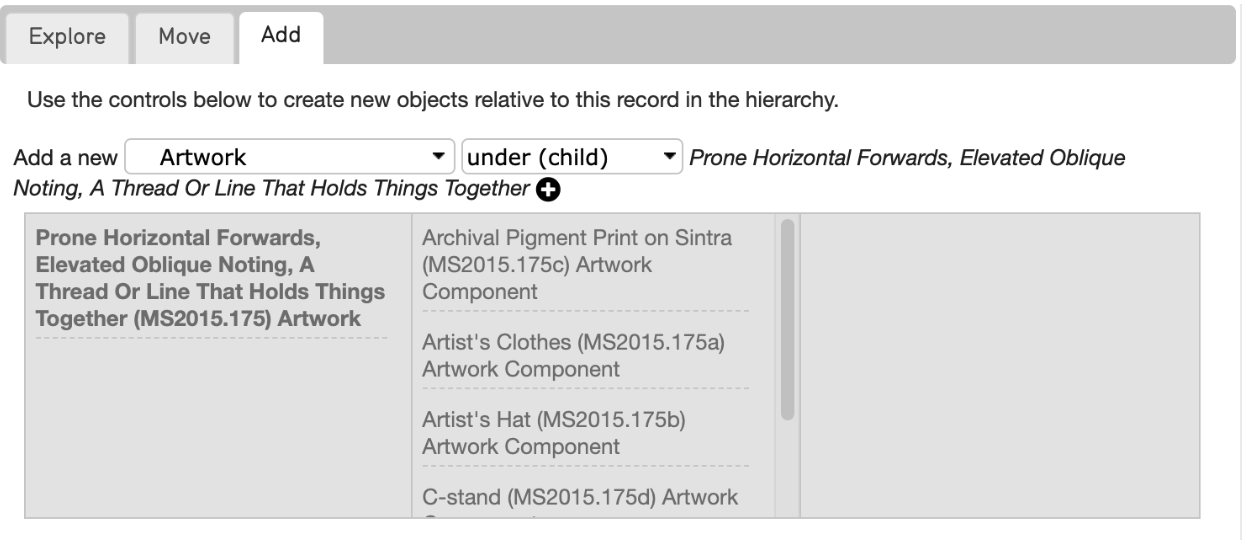 Explore Move Add
Use the controls below to create new objects relative to this record in the hierarchy.
Add a new Artwork under (child) Prone Horizontal Forwards, Elevated Oblique
Noting, A Thread Or Line That Holds Things Together
Prone Horizontal Forwards,
Elevated Oblique Noting, A
Thread Or Line That Holds Things
Together (MS2015.175) Artwork
Archival Pigment Print on Sintra
(MS2015.175c) Artwork
Component
Artist's Clothes (MS2015.175a)
Artwork Component
Artist's Hat (MS2015.175b)
Artwork Component
C-stand (MS2015.175d) Artwork